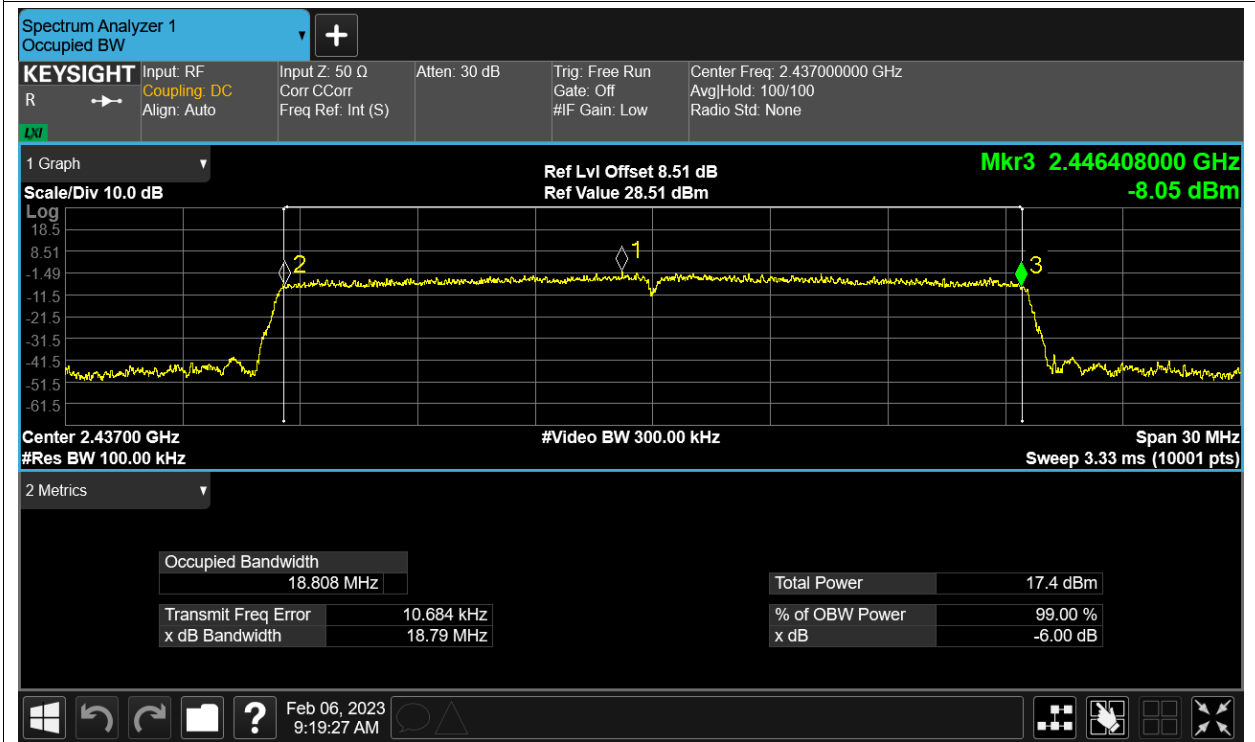 Spectrum Analyzer 1
Occupied BW
+
KEYSIGHT
R
LXI
Input: RF
Coupling: DC
Align: Auto
Input Z: 50 Ω
Corr CCorr
Freq Ref: Int (S)
Atten: 30 dB
Trig: Free Run
Gate: Off
#IF Gain: Low
Center Freq: 2.437000000 GHz
Avg|Hold: 100/100
Radio Std: None
1 Graph
Scale/Div 10.0 dB
Ref Lvl Offset 8.51 dB
Ref Value 28.51 dBm
Mkr3 2.446408000 GHz
-8.05 dBm
Log
18.5
8.51
-1.49
-11.5
-21.5
-31.5
-41.5
-51.5
-61.5
2
1
3
Center 2.43700 GHz
#Res BW 100.00 kHz
#Video BW 300.00 kHz
Span 30 MHz
Sweep 3.33 ms (10001 pts)
2 Metrics
Occupied Bandwidth
18.808 MHz
Transmit Freq Error 10.684 kHz
x dB Bandwidth 18.79 MHz
Total Power 17.4 dBm
% of OBW Power 99.00 %
x dB -6.00 dB
?
Feb 06, 2023
9:19:27 AM